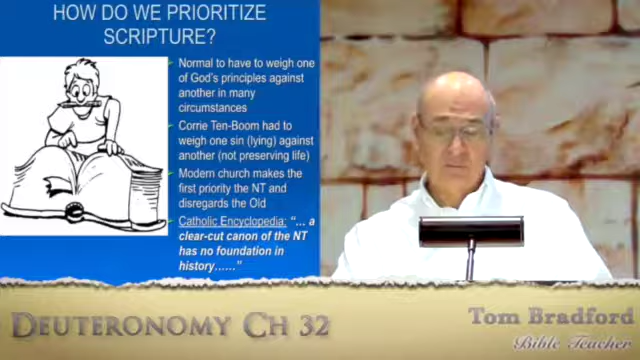 HOW DO WE PRIORITIZE
SCRIPTURE?
Normal to have to weigh one
of God's principles against
another in many
circumstances
Corrie Ten-Boom had to
weigh one sin (lying) against
another (not preserving life)
Modern church makes the
first priority the NT and
disregards the Old
Catholic Encyclopedia: "... a
clear-cut canon of the NT
has no foundation in
history......"
DEUTERONOMY CH 32
Tom Bradford
Bible Teacher